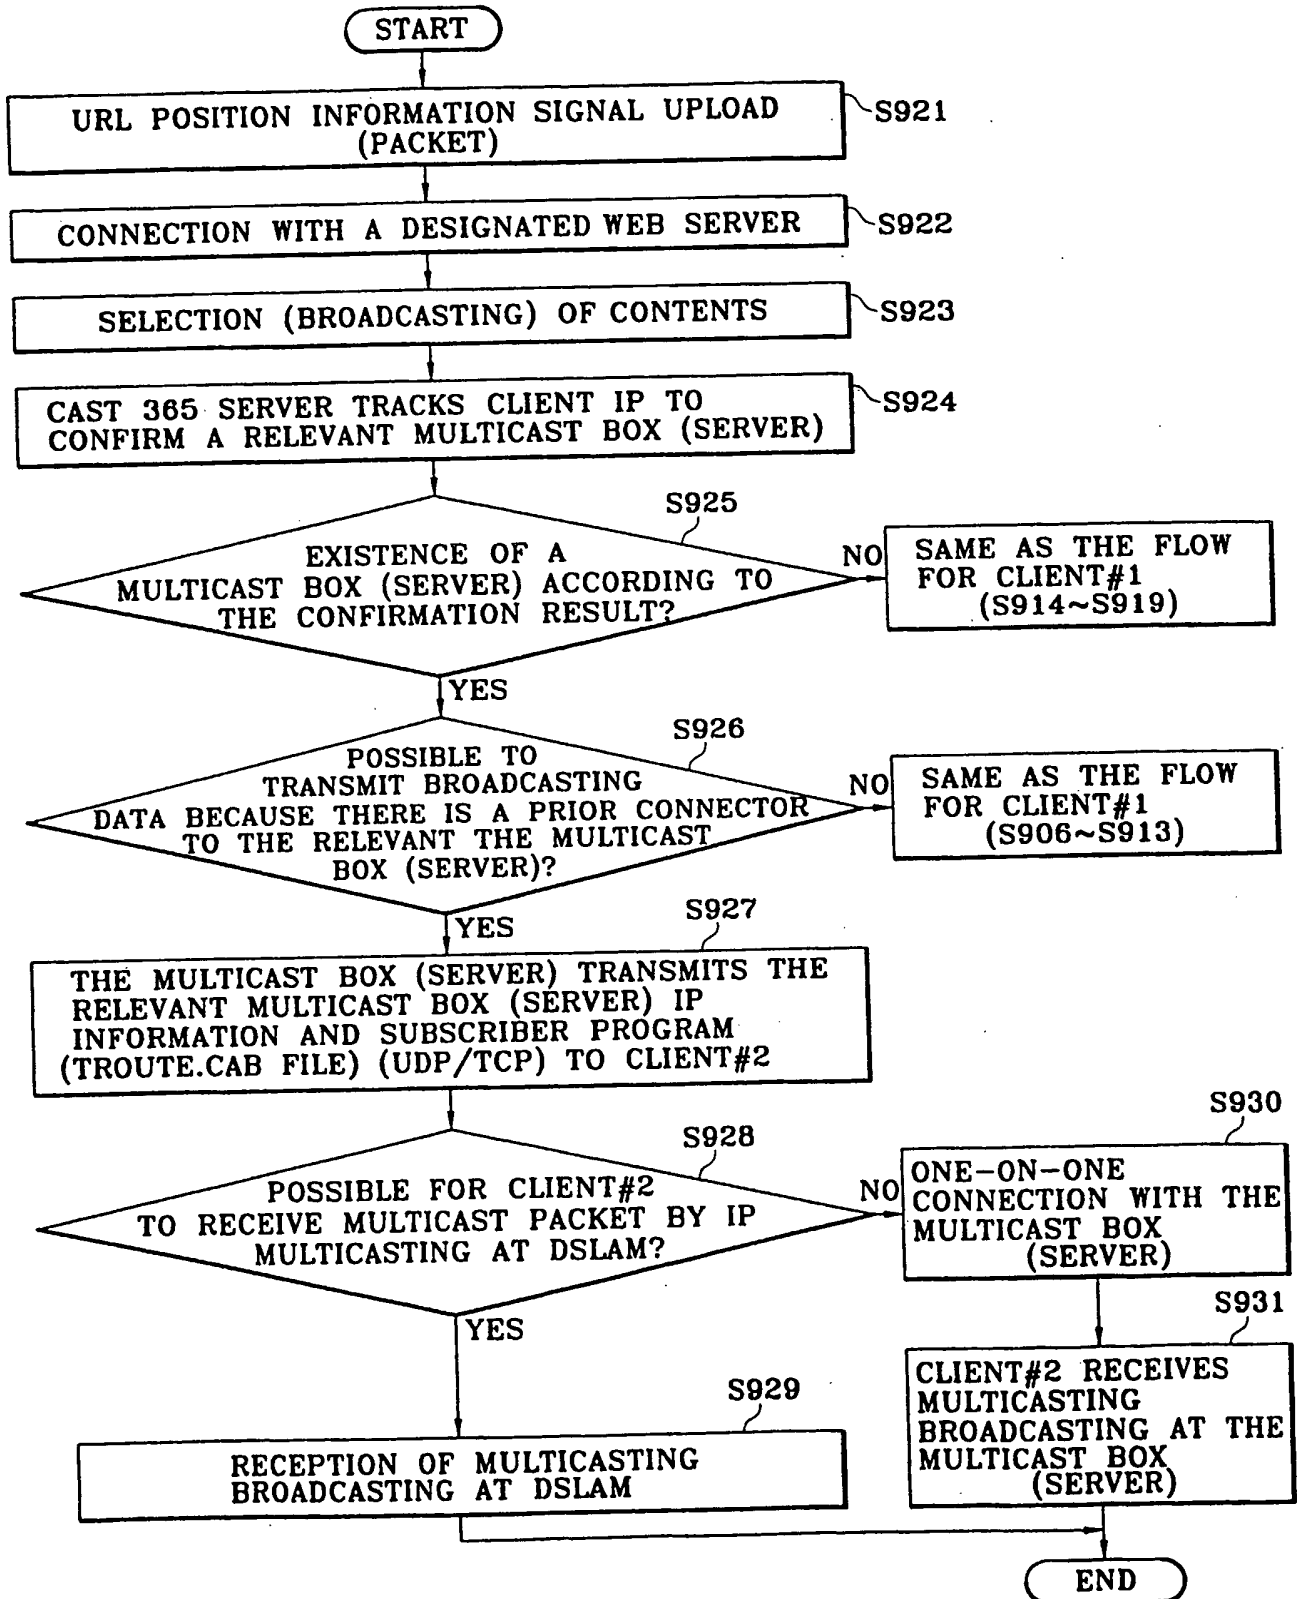 START
URL POSITION INFORMATION SIGNAL UPLOAD
(PACKET)
S921
CONNECTION WITH A DESIGNATED WEB SERVER
S922
SELECTION (BROADCASTING) OF CONTENTS
S923
CAST 365 SERVER TRACKS CLIENT IP TO
CONFIRM A RELEVANT MULTICAST BOX (SERVER)
S924
S925
EXISTENCE OF A
MULTICAST BOX (SERVER) ACCORDING TO
THE CONFIRMATION RESULT?
NO
SAME AS THE FLOW
FOR CLIENT#1
(S914~S919)
YES
S926
POSSIBLE TO
TRANSMIT BROADCASTING
DATA BECAUSE THERE IS A PRIOR CONNECTOR
TO THE RELEVANT THE MULTICAST
BOX (SERVER)?
NO
SAME AS THE FLOW
FOR CLIENT#1
(S906~S913)
YES
S927
THE MULTICAST BOX (SERVER) TRANSMITS THE
RELEVANT MULTICAST BOX (SERVER) IP
INFORMATION AND SUBSCRIBER PROGRAM
(TROUTE.CAB FILE) (UDP/TCP) TO CLIENT#2
S928
POSSIBLE FOR CLIENT#2
TO RECEIVE MULTICAST PACKET BY IP
MULTICASTING AT DSLAM?
NO
S930
ONE-ON-ONE
CONNECTION WITH THE
MULTICAST BOX
(SERVER)
YES
S931
CLIENT#2 RECEIVES
MULTICASTING
BROADCASTING AT THE
MULTICAST BOX
(SERVER)
S929
RECEPTION OF MULTICASTING
BROADCASTING AT DSLAM
END